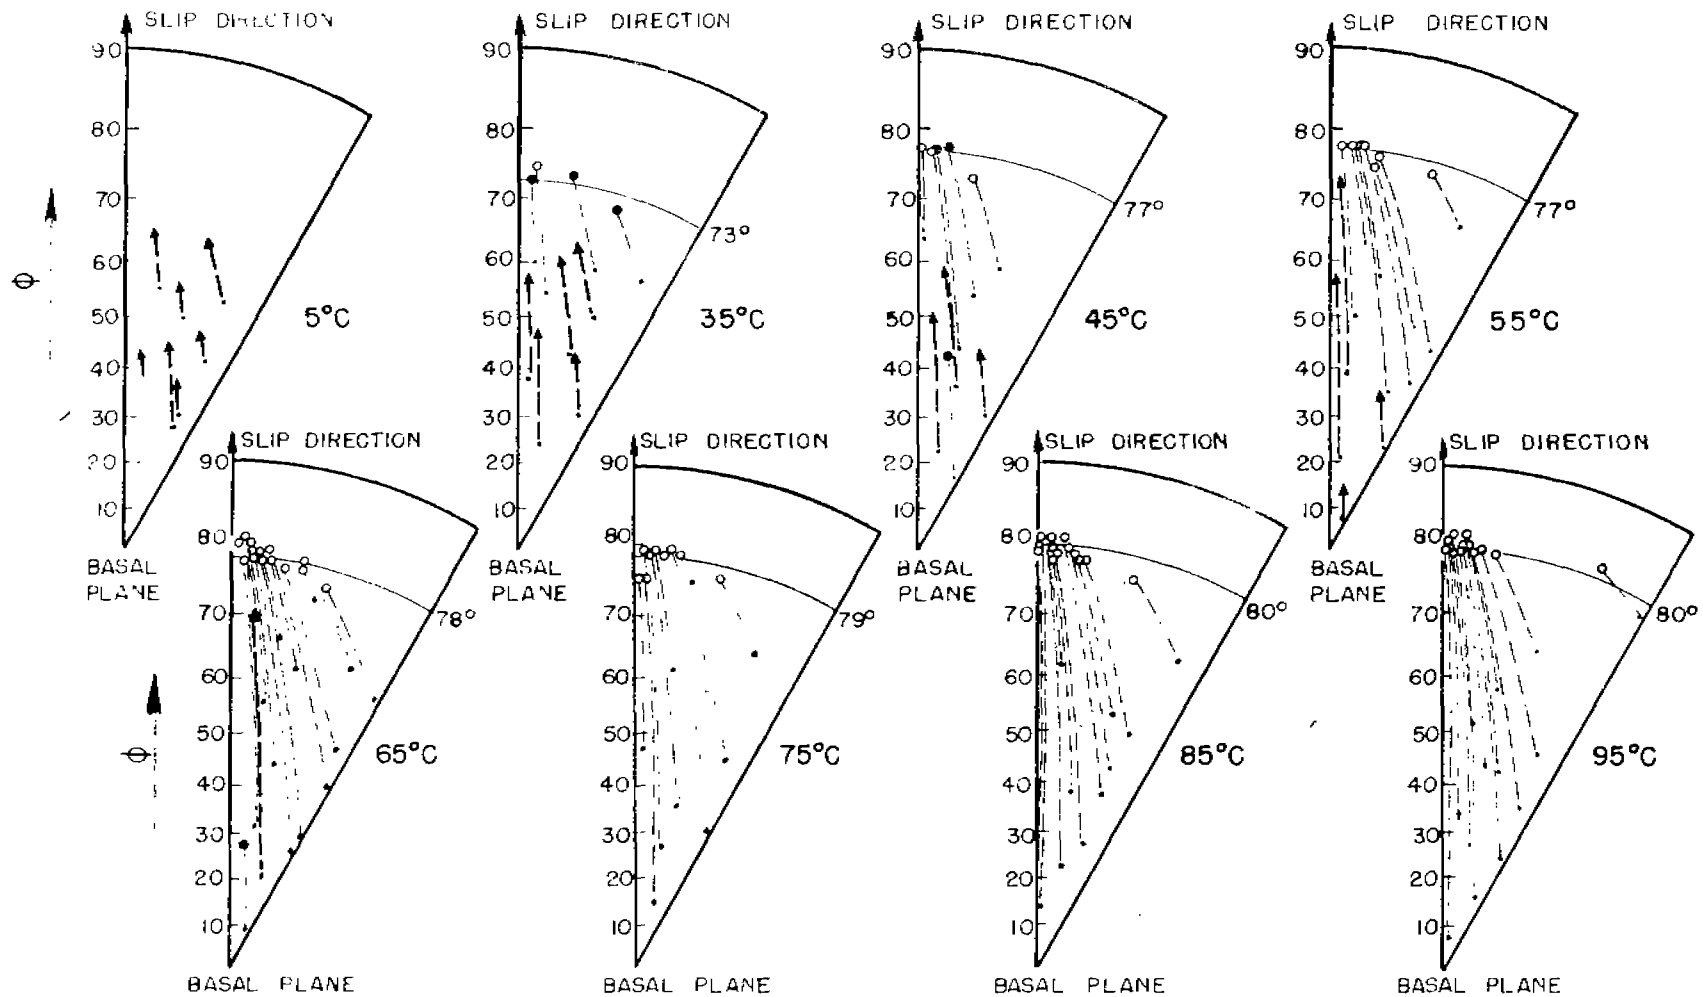 SLIP DIRECTION
90
80
70
60
50
40
30
20
10
5°C
BASAL
PLANE
Φ
SLIP DIRECTION
90
80
70
60
50
40
30
20
10
73°
35°C
BASAL
PLANE
SLIP DIRECTION
90
80
70
60
50
40
30
20
10
77°
45°C
BASAL
PLANE
SLIP DIRECTION
90
80
70
60
50
40
30
20
10
77°
55°C
BASAL
PLANE
SLIP DIRECTION
90
80
70
60
50
40
30
20
10
78°
65°C
BASAL PLANE
Φ
SLIP DIRECTION
90
80
70
60
50
40
30
20
10
79°
75°C
BASAL PLANE
SLIP DIRECTION
90
80
70
60
50
40
30
20
10
80°
85°C
BASAL PLANE
SLIP DIRECTION
90
80
70
60
50
40
30
20
10
80°
95°C
BASAL PLANE